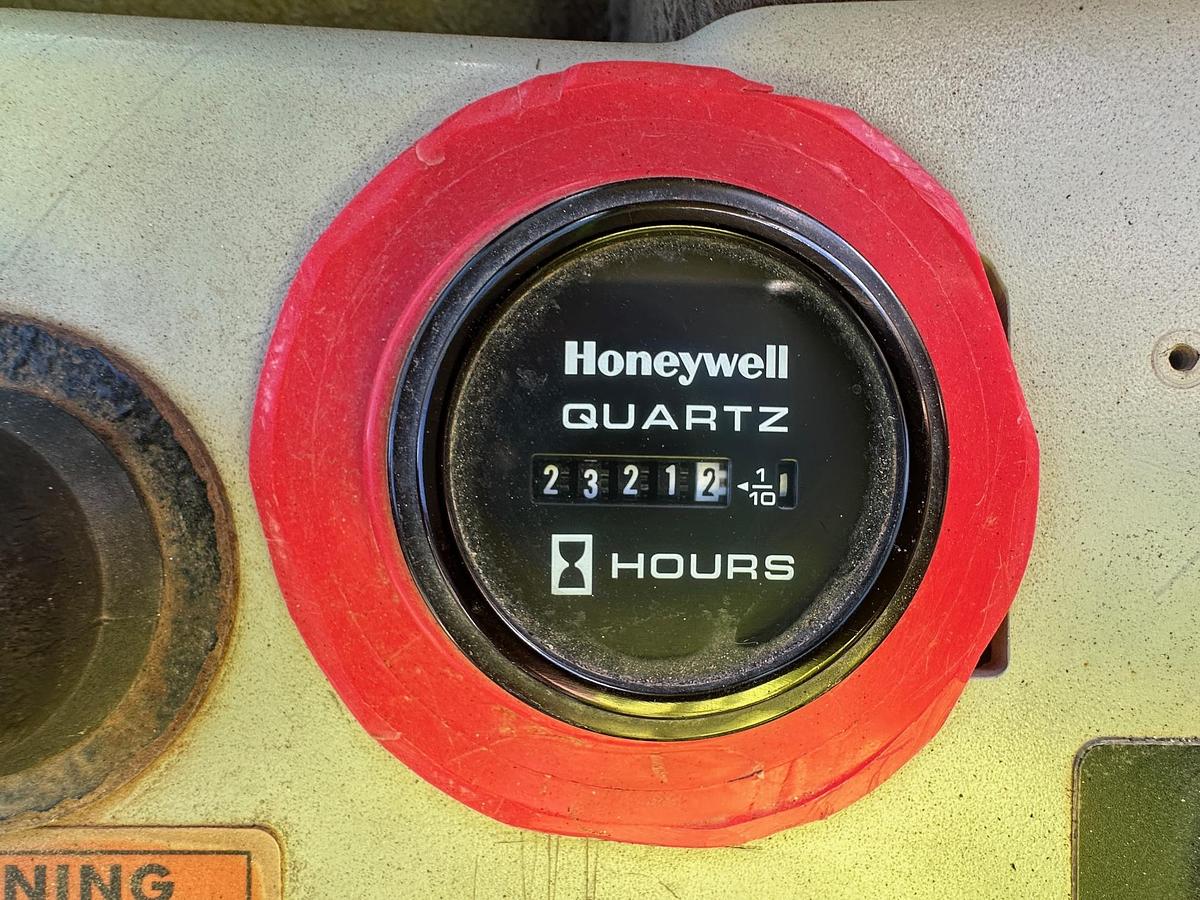 Honeywell
QUARTZ
23212 ◄1/10
HOURS
NING